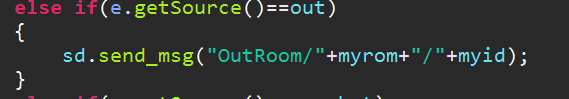 else if(e.getSource()==out)
{
sd.send_msg("OutRoom/"+myrom+"/"+myid);
}